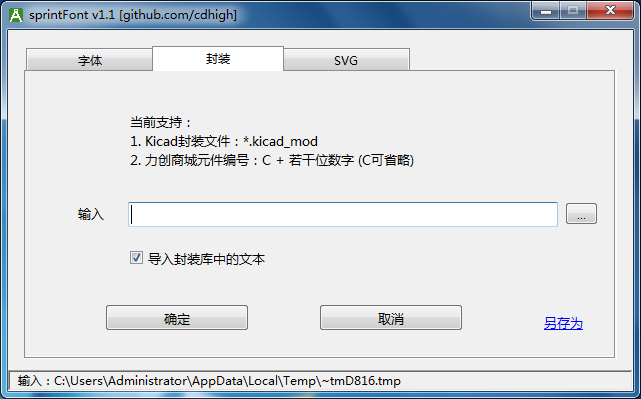 sprintFont v1.1 [github.com/cdhigh]
字体 封装 SVG
当前支持：
1. Kicad封装文件：*.kicad_mod
2. 力创商城元件编号：C + 若干位数字 (C可省略)
输入 ...
导入封装库中的文本
确定 取消 另存为
输入：C:\Users\Administrator\AppData\Local\Temp\~tmD816.tmp